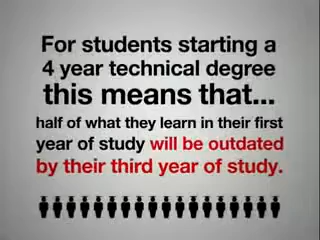 For students starting a
4 year technical degree
this means that...
half of what they learn in their first
year of study will be outdated
by their third year of study.